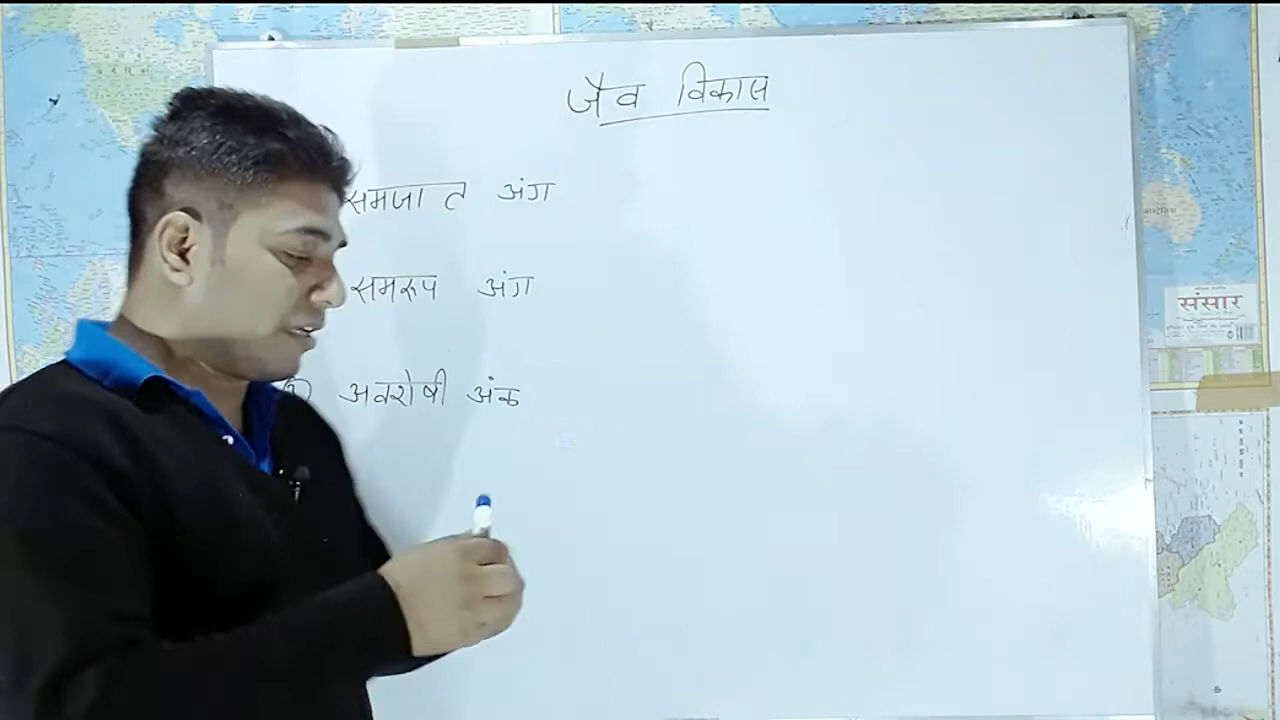 जैव विकास
समजात अंग
समरूप अंग
अवशेषी अंक
संसार